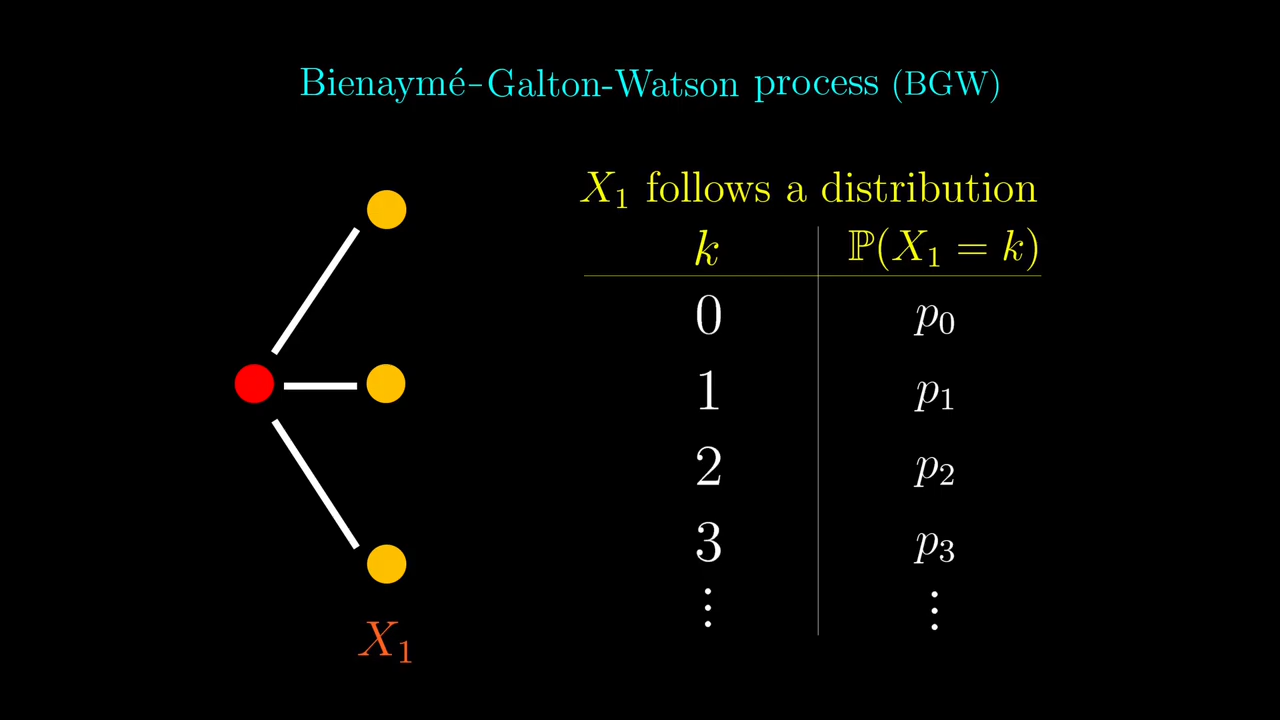 Bienaymé-Galton-Watson process (BGW)
X₁ follows a distribution
k ℙ(X₁ = k)
0 p₀
1 p₁
2 p₂
3 p₃
⋮ ⋮
X₁